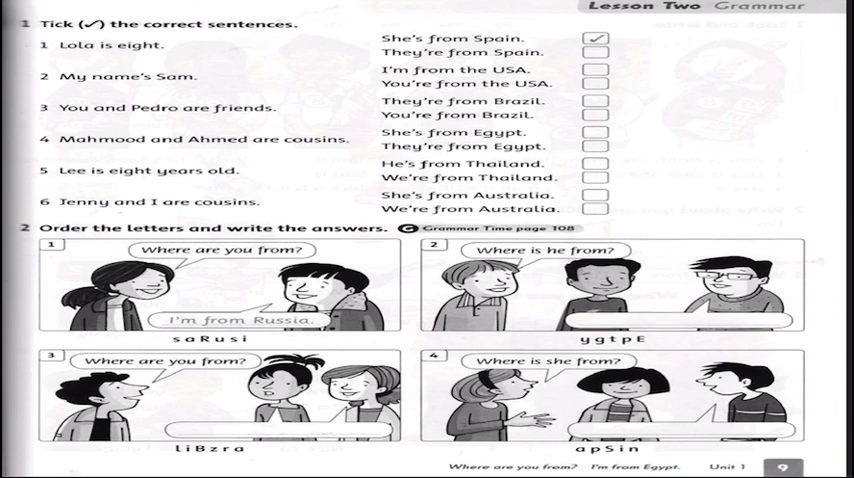 Lesson Two Grammar
1 Tick (✓) the correct sentences.
1 Lola is eight.
She's from Spain. ✓
They're from Spain.
2 My name's Sam.
I'm from the USA.
You're from the USA.
3 You and Pedro are friends.
They're from Brazil.
You're from Brazil.
4 Mahmood and Ahmed are cousins.
She's from Egypt.
They're from Egypt.
5 Lee is eight years old.
He's from Thailand.
We're from Thailand.
6 Jenny and I are cousins.
She's from Australia.
We're from Australia.
2 Order the letters and write the answers. G Grammar Time page 108
1
Where are you from?
I'm from Russia.
saRusi
2
Where is he from?
ygtpE
3
Where are you from?
liBzra
4
Where is she from?
apSin
Where are you from? I'm from Egypt. Unit 1 9